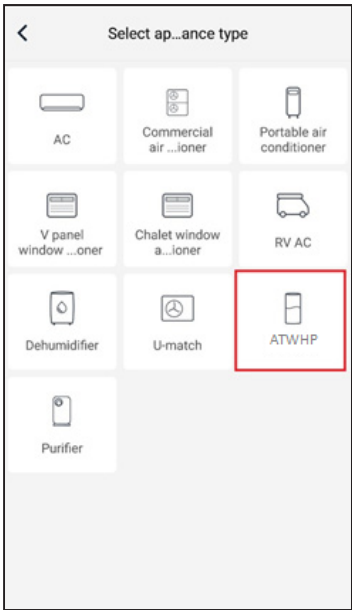 Select ap...ance type
AC
Commercial
air ...ioner
Portable air
conditioner
V panel
window ...oner
Chalet window
a...ioner
RV AC
Dehumidifier
U-match
ATWHP
Purifier